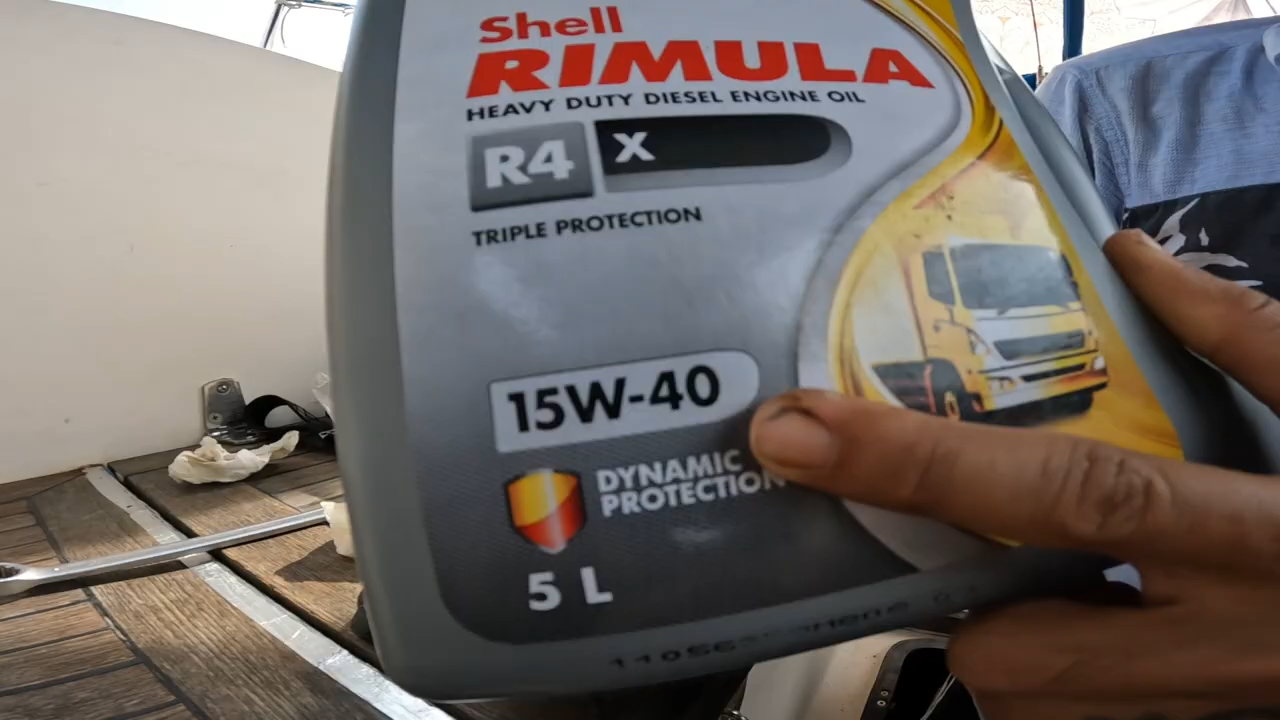 Shell
RIMULA
HEAVY DUTY DIESEL ENGINE OIL
R4 X
TRIPLE PROTECTION
15W-40
DYNAMIC
PROTECTION
5 L